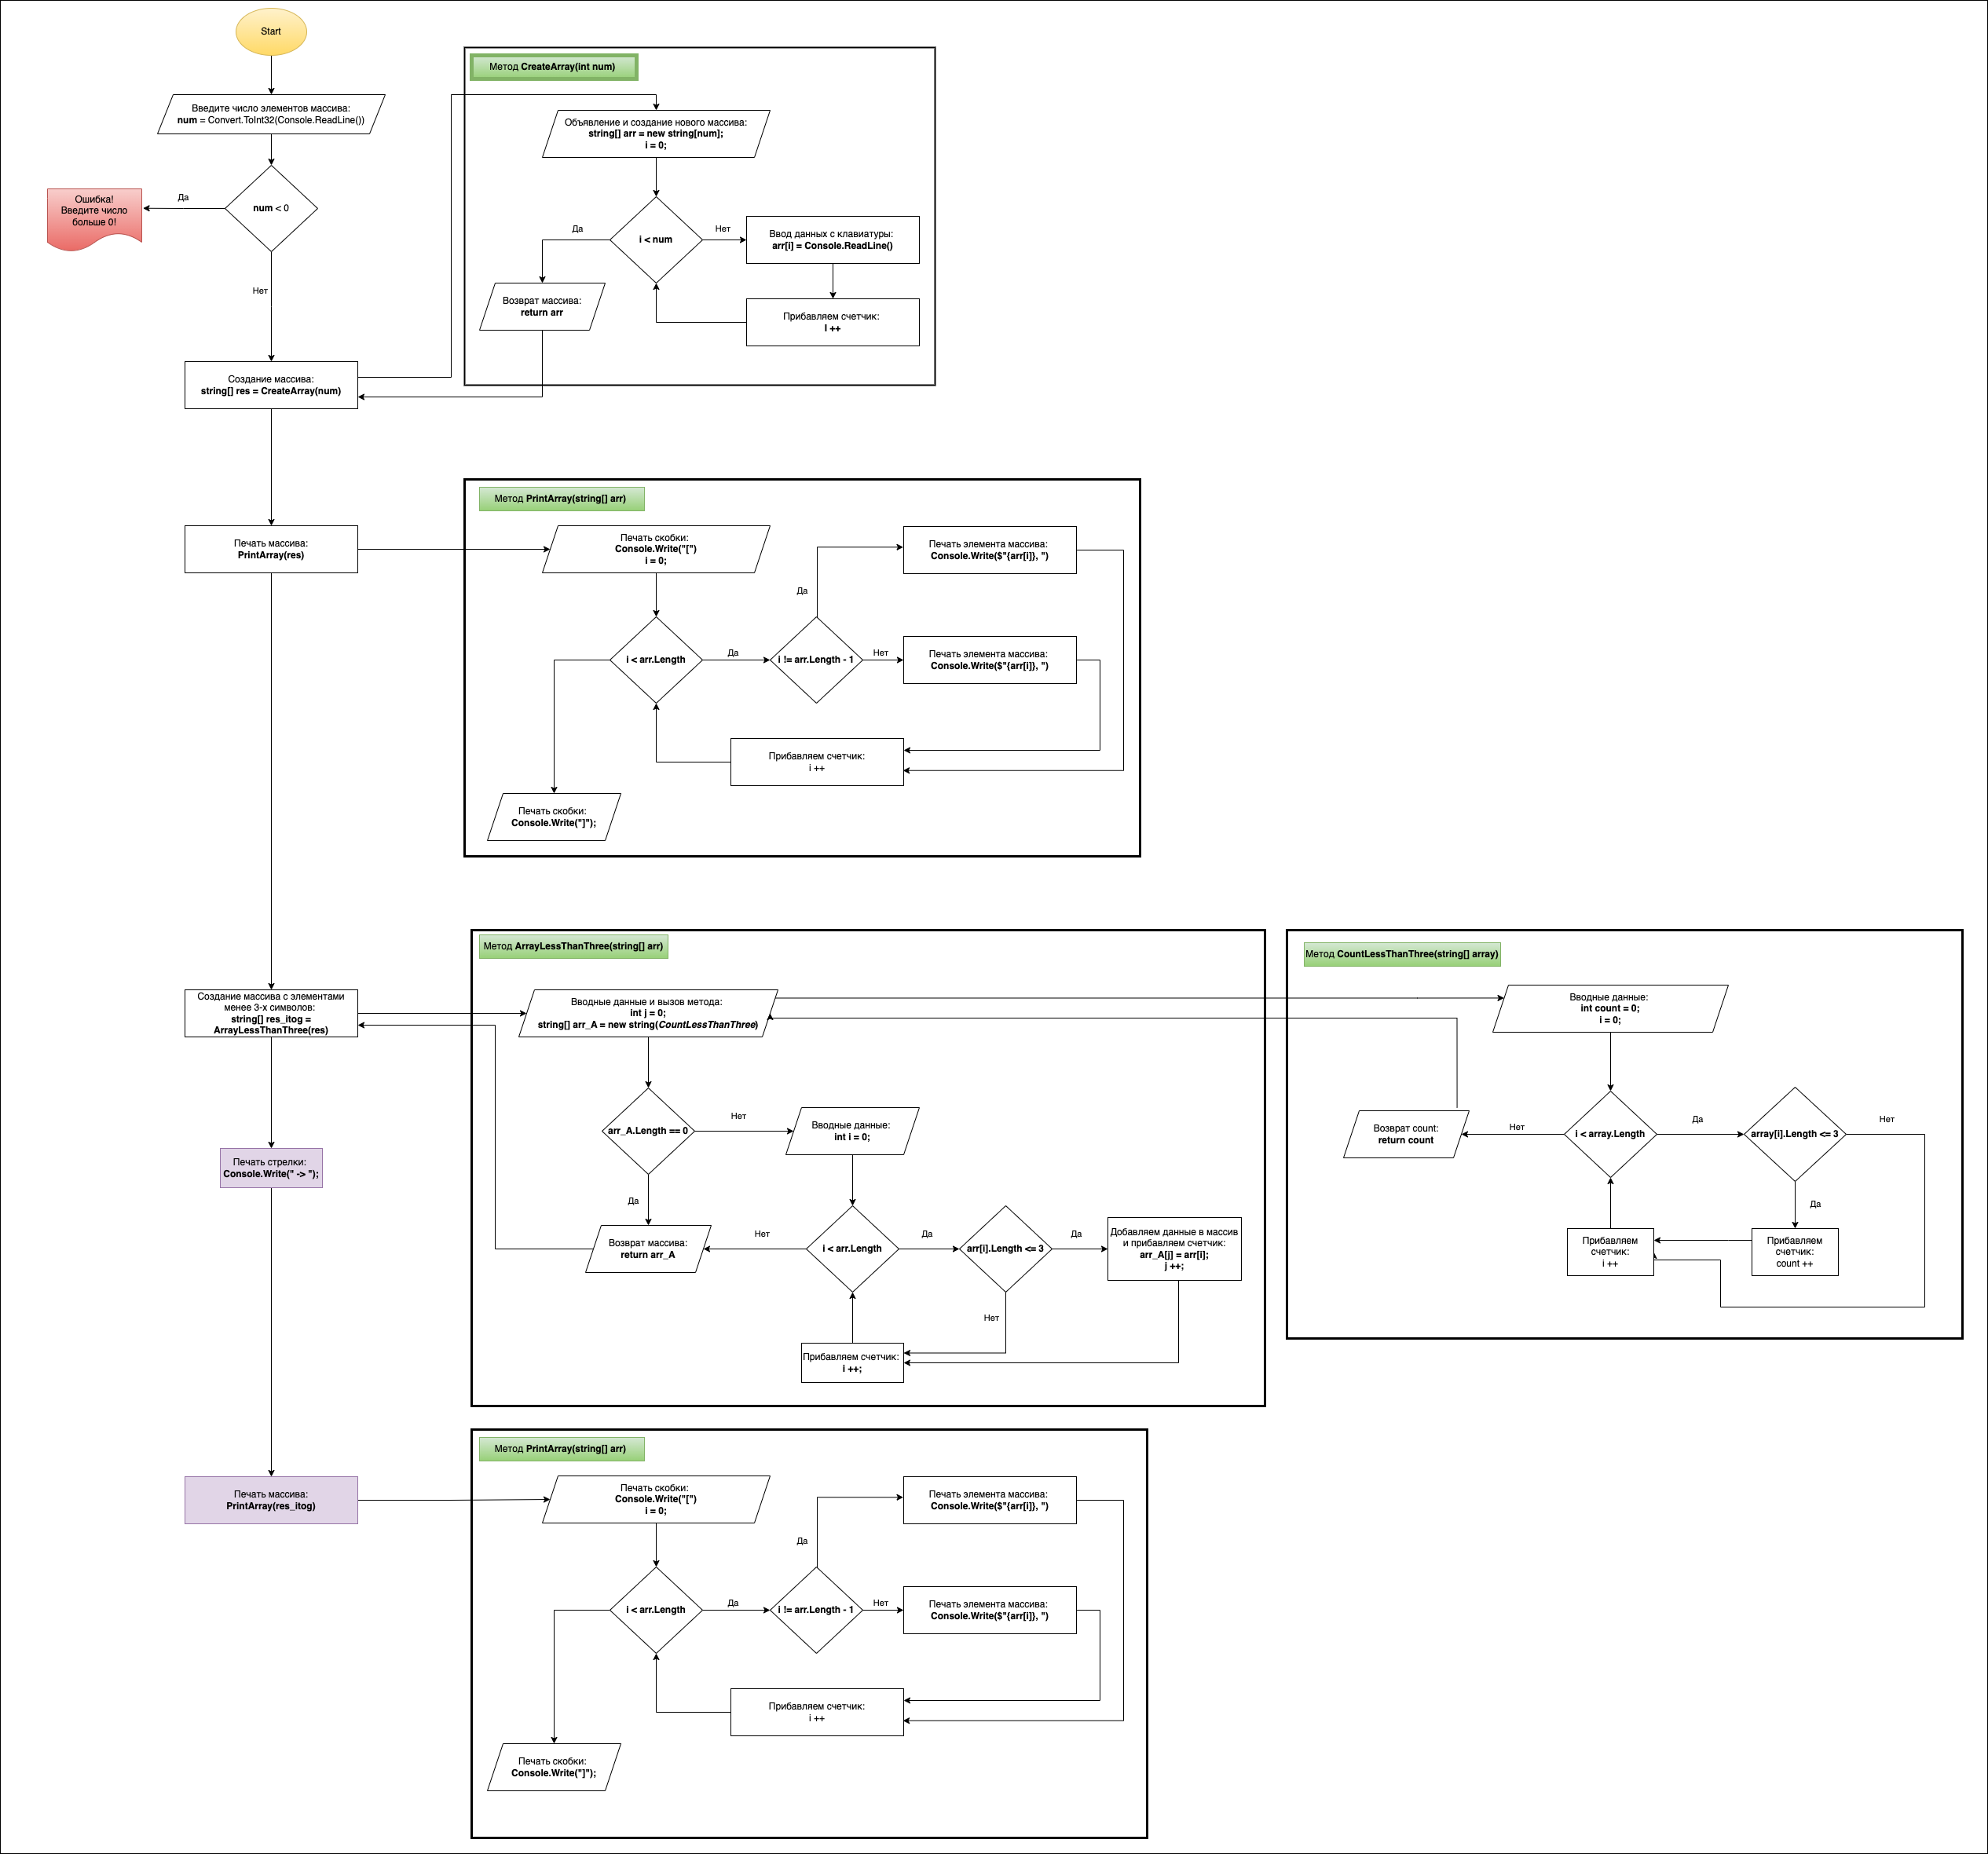 Start
Введите число элементов массива:
num = Convert.ToInt32(Console.ReadLine())
num < 0
Да
Ошибка!
Введите число
больше 0!
Нет
Создание массива:
string[] res = CreateArray(num)
Метод CreateArray(int num)
Объявление и создание нового массива:
string[] arr = new string[num];
i = 0;
i < num
Да
Нет
Ввод данных с клавиатуры:
arr[i] = Console.ReadLine()
Возврат массива:
return arr
Прибавляем счетчик:
I ++
Печать массива:
PrintArray(res)
Метод PrintArray(string[] arr)
Печать скобки:
Console.Write("[")
i = 0;
Печать элемента массива:
Console.Write($"{arr[i]}, ")
Да
i < arr.Length
Да
i != arr.Length - 1
Нет
Печать элемента массива:
Console.Write($"{arr[i]}, ")
Прибавляем счетчик:
i ++
Печать скобки:
Console.Write("]");
Создание массива с элементами
менее 3-х символов:
string[] res_itog =
ArrayLessThanThree(res)
Метод ArrayLessThanThree(string[] arr)
Вводные данные и вызов метода:
int j = 0;
string[] arr_A = new string(CountLessThanThree)
arr_A.Length == 0
Нет
Вводные данные:
int i = 0;
Да
Возврат массива:
return arr_A
Нет
i < arr.Length
Да
arr[i].Length <= 3
Да
Добавляем данные в массив
и прибавляем счетчик:
arr_A[j] = arr[i];
j ++;
Нет
Прибавляем счетчик:
i ++;
Метод CountLessThanThree(string[] array)
Вводные данные:
int count = 0;
i = 0;
Возврат count:
return count
Нет
i < array.Length
Да
array[i].Length <= 3
Нет
Да
Прибавляем
счетчик:
i ++
Прибавляем
счетчик:
count ++
Печать стрелки:
Console.Write(" -> ");
Печать массива:
PrintArray(res_itog)
Метод PrintArray(string[] arr)
Печать скобки:
Console.Write("[")
i = 0;
Печать элемента массива:
Console.Write($"{arr[i]}, ")
Да
i < arr.Length
Да
i != arr.Length - 1
Нет
Печать элемента массива:
Console.Write($"{arr[i]}, ")
Прибавляем счетчик:
i ++
Печать скобки:
Console.Write("]");